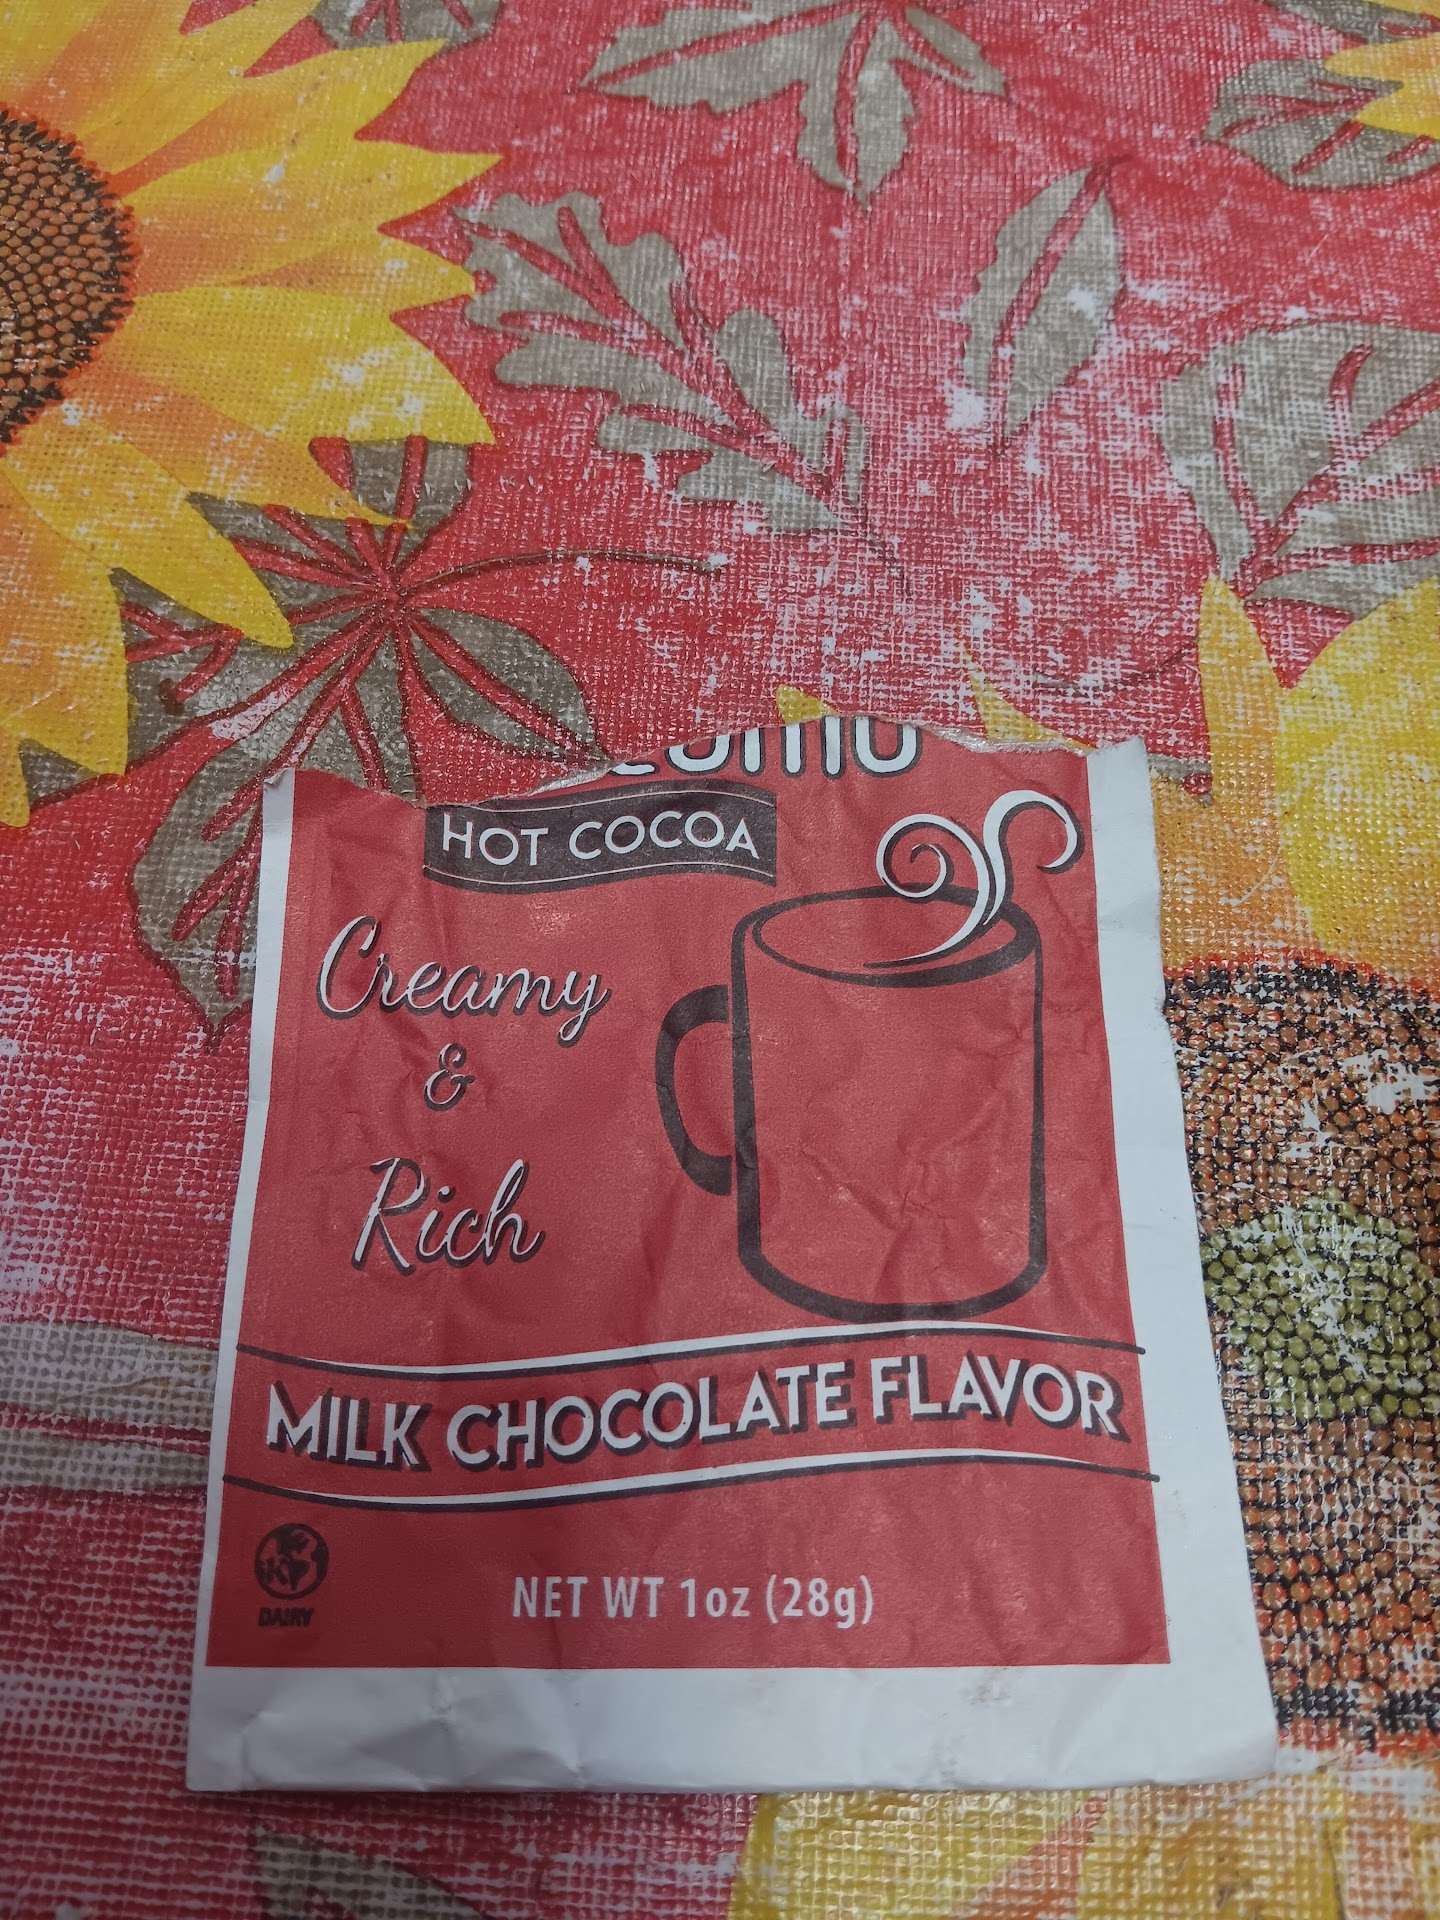 HOT COCOA
Creamy
&
Rich
MILK CHOCOLATE FLAVOR
K
DAIRY
NET WT 1oz (28g)